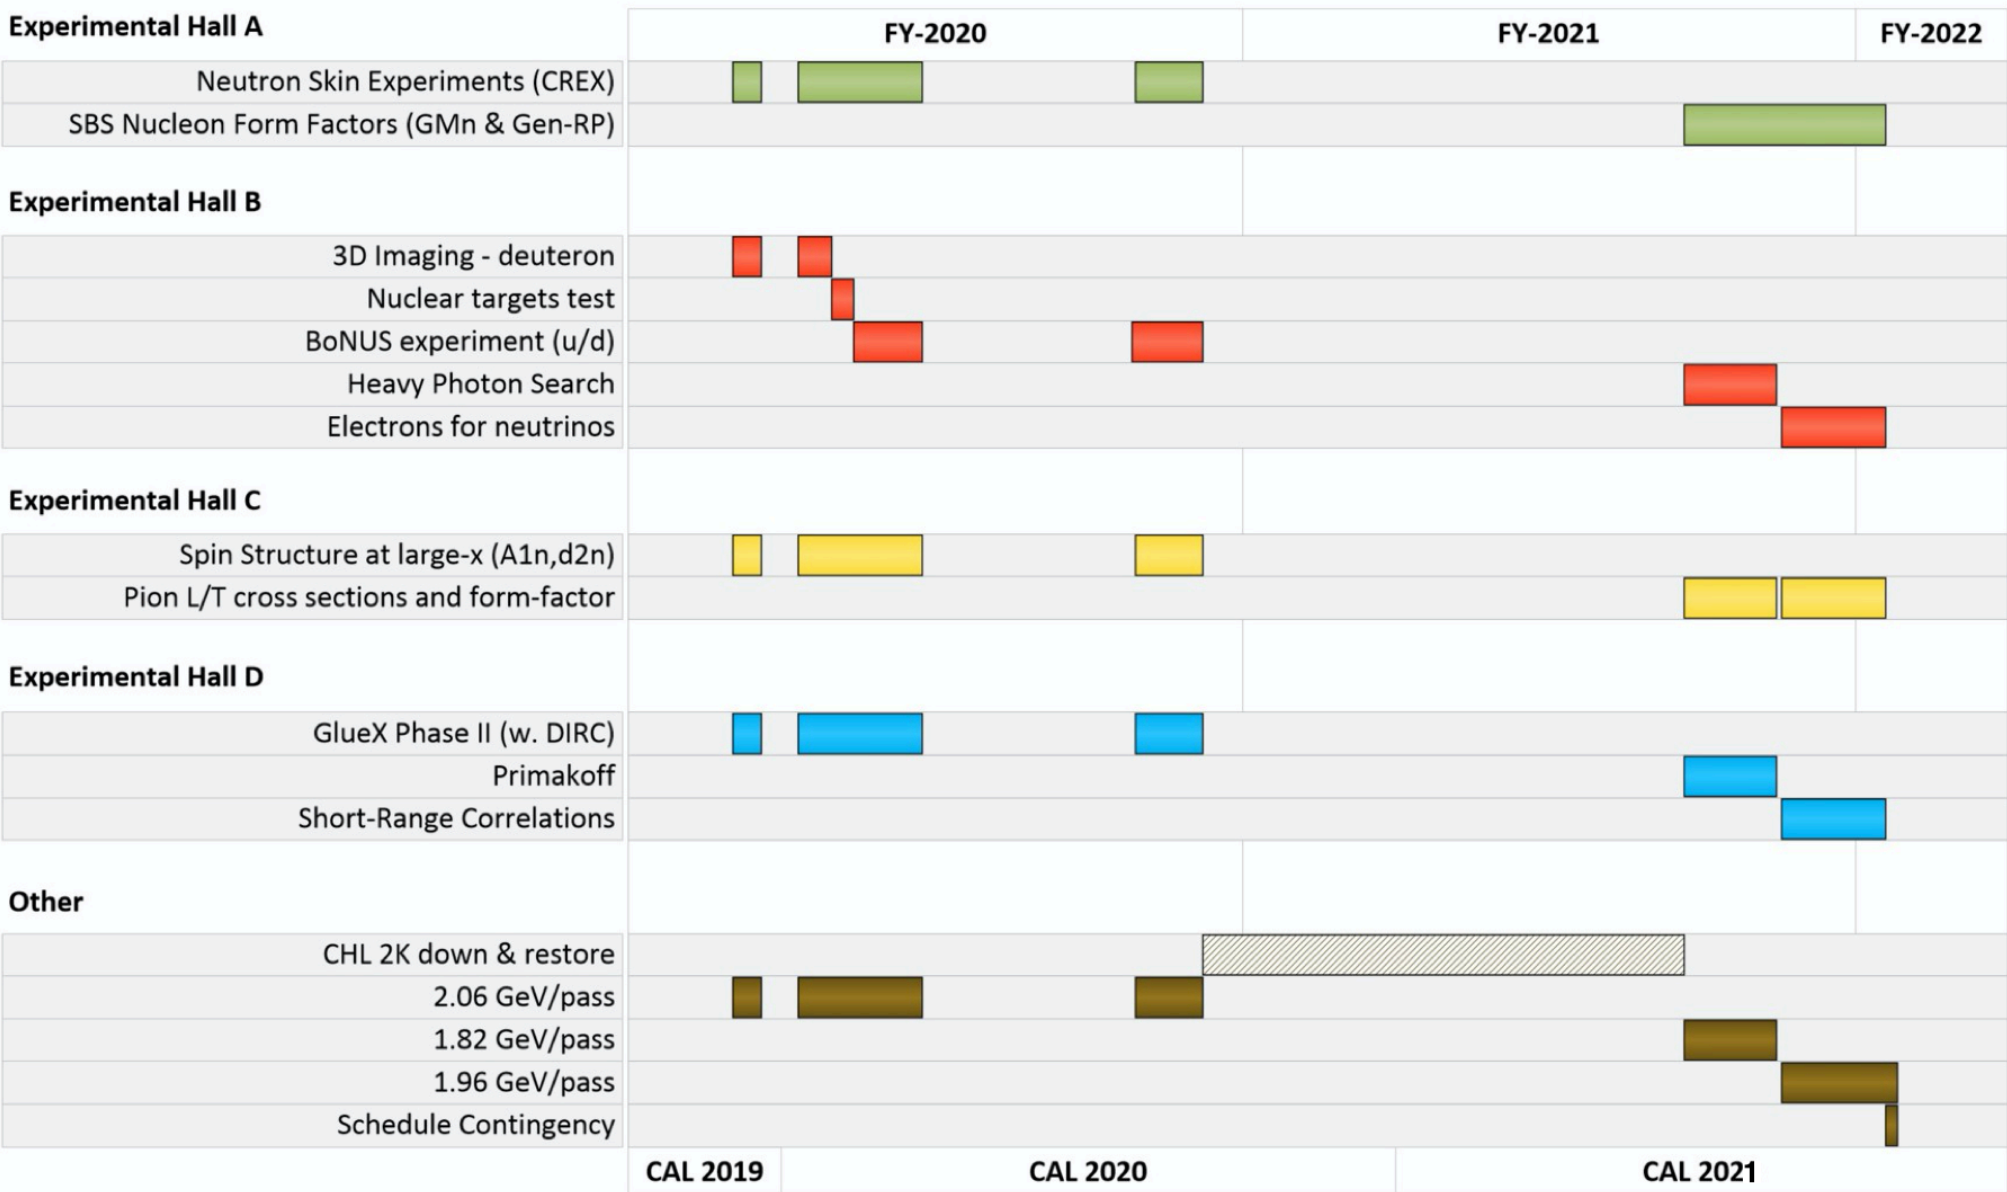 Experimental Hall A
FY-2020
FY-2021
FY-2022
Neutron Skin Experiments (CREX)
SBS Nucleon Form Factors (GMn & Gen-RP)
Experimental Hall B
3D Imaging - deuteron
Nuclear targets test
BoNUS experiment (u/d)
Heavy Photon Search
Electrons for neutrinos
Experimental Hall C
Spin Structure at large-x (A1n,d2n)
Pion L/T cross sections and form-factor
Experimental Hall D
GlueX Phase II (w. DIRC)
Primakoff
Short-Range Correlations
Other
CHL 2K down & restore
2.06 GeV/pass
1.82 GeV/pass
1.96 GeV/pass
Schedule Contingency
CAL 2019
CAL 2020
CAL 2021